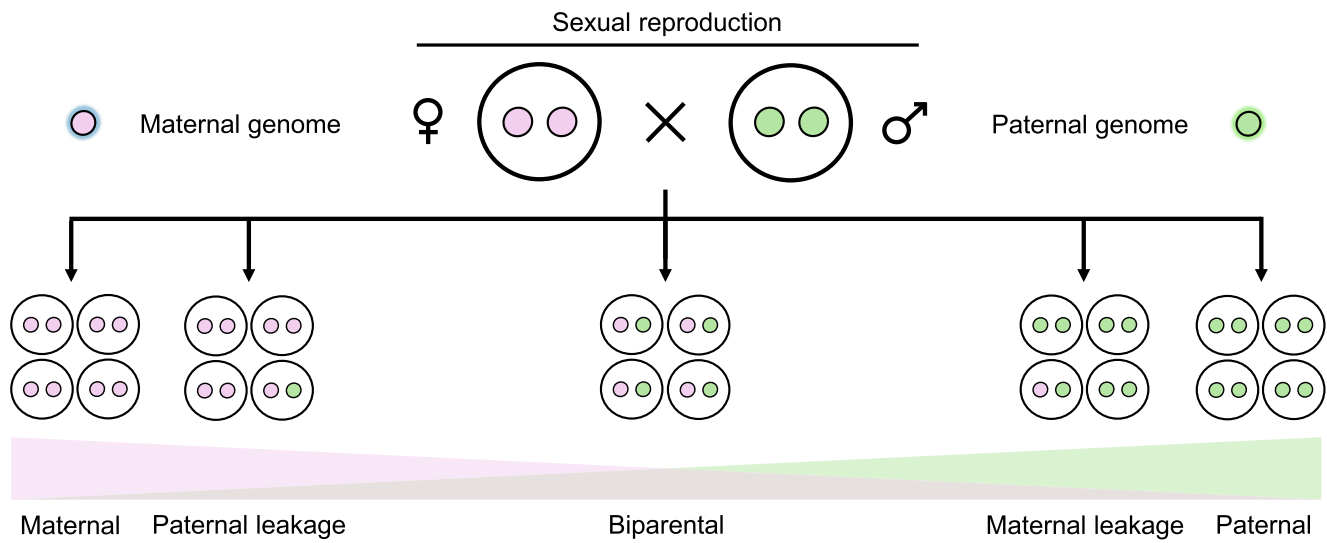 Sexual reproduction
Maternal genome
Paternal genome
Maternal
Paternal leakage
Biparental
Maternal leakage
Paternal